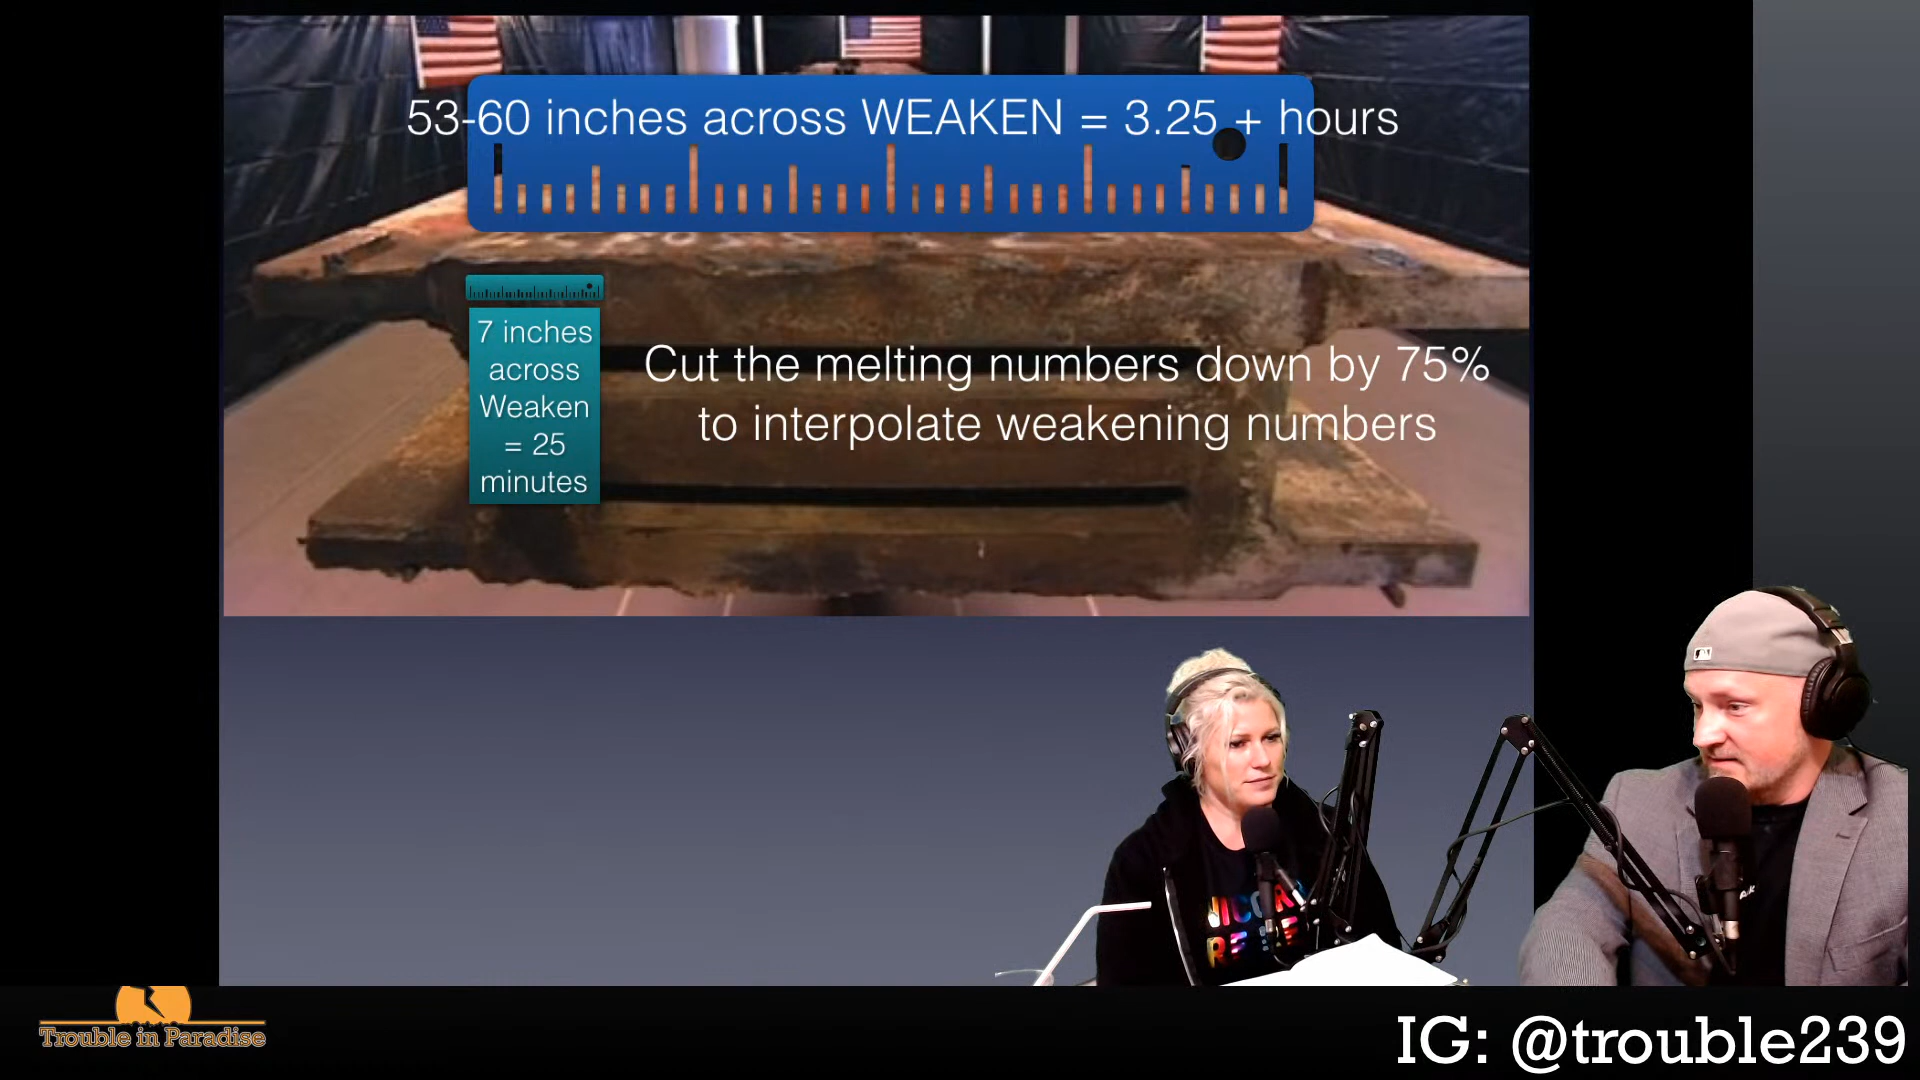 53-60 inches across WEAKEN = 3.25 + hours
7 inches
across
Weaken
= 25
minutes
Cut the melting numbers down by 75%
to interpolate weakening numbers
Trouble in Paradise
IG: @trouble239